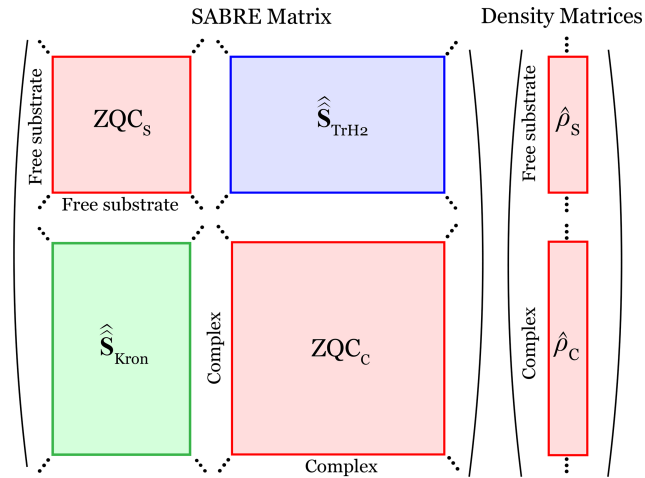 SABRE Matrix
Density Matrices
Free substrate
ZQC_S
Ŝ_TrH2
Free substrate
Free substrate
ρ̂_S
Ŝ_Kron
Complex
ZQC_C
Complex
Complex
ρ̂_C